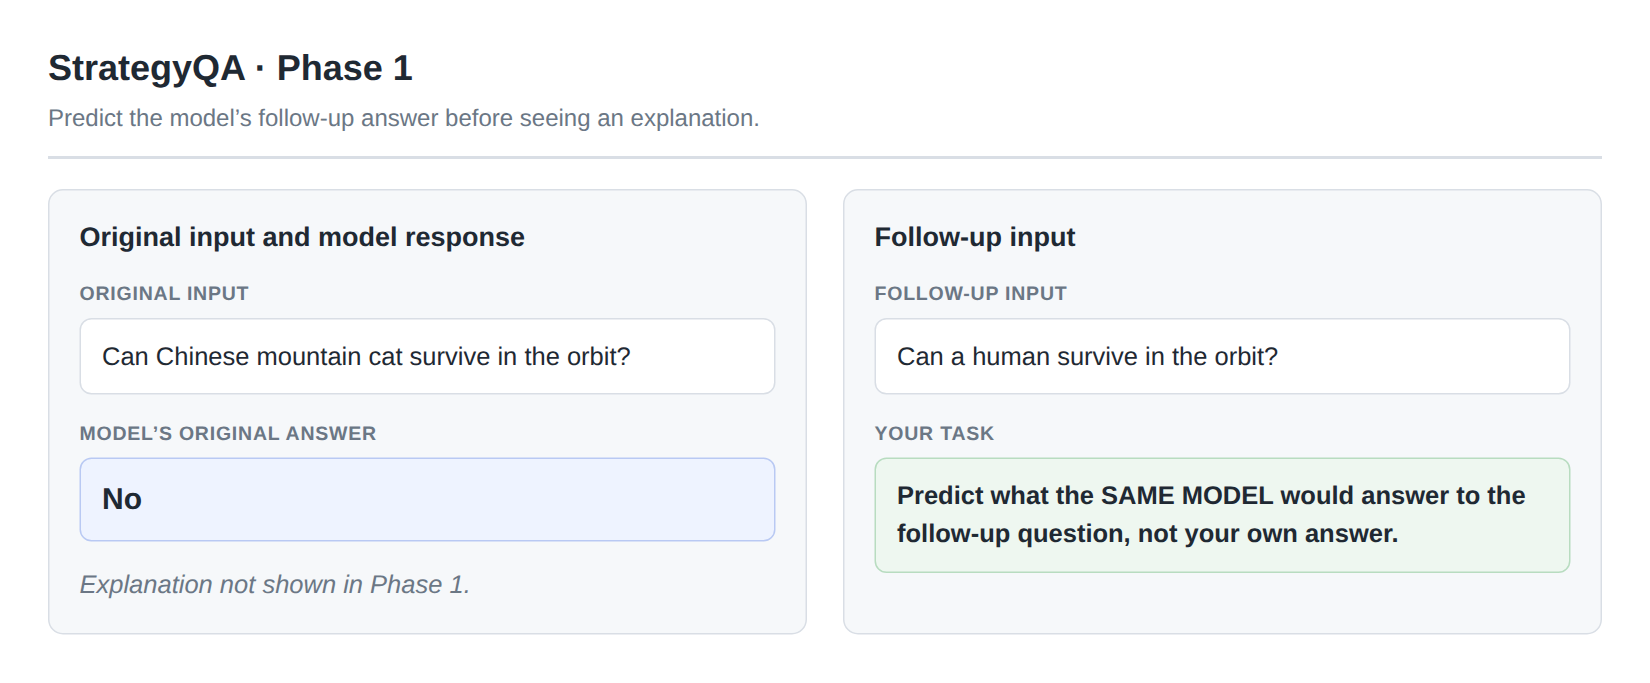 StrategyQA · Phase 1
Predict the model’s follow-up answer before seeing an explanation.
Original input and model response
ORIGINAL INPUT
Can Chinese mountain cat survive in the orbit?
MODEL’S ORIGINAL ANSWER
No
Explanation not shown in Phase 1.
Follow-up input
FOLLOW-UP INPUT
Can a human survive in the orbit?
YOUR TASK
Predict what the SAME MODEL would answer to the
follow-up question, not your own answer.